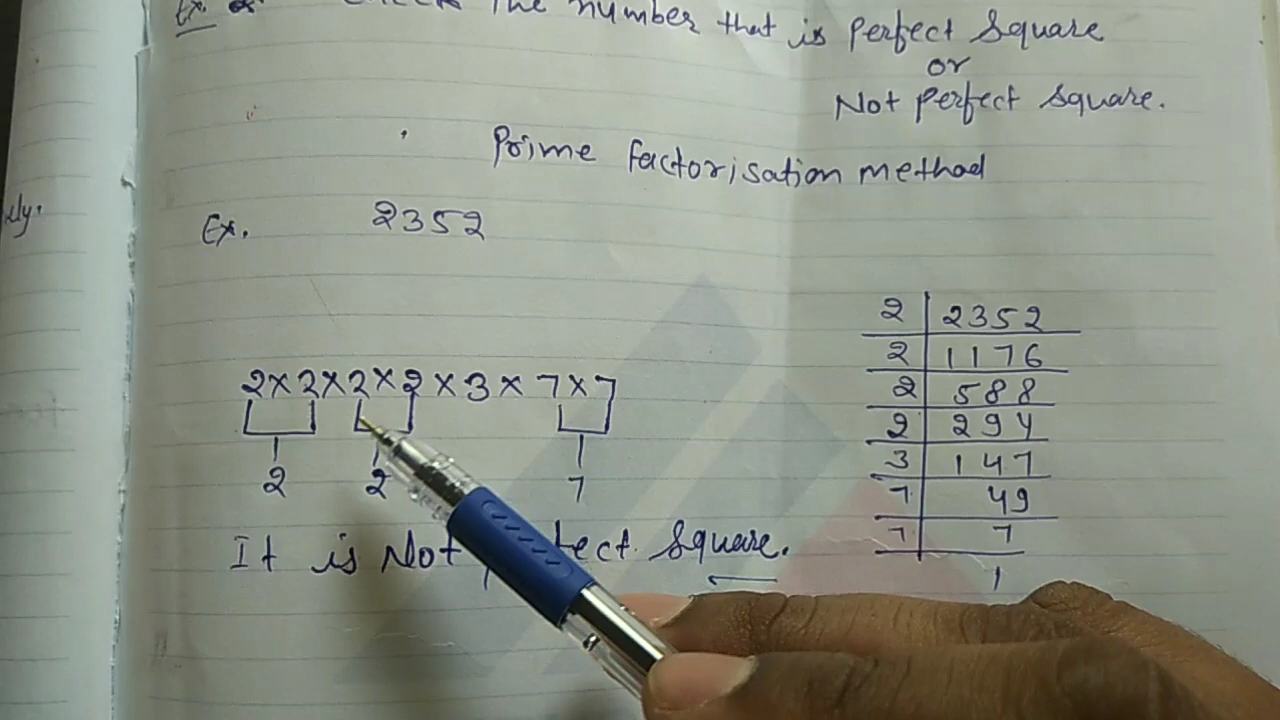 Ex. The number that is Perfect Square
or
Not Perfect Square.
Prime factorisation method
Ex. 2352
2×2×2×2×3×7×7
2 2 7
It is Not Square.
2 | 2352
2 | 1176
2 | 588
2 | 294
3 | 147
7 | 49
7 | 7
1